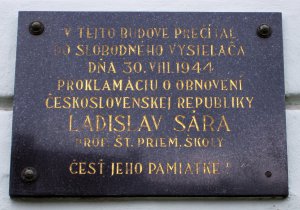 V TEJTO BUDOVE PREČÍTAL
DO SLOBODNÉHO VYSIELAČA
DŇA 30.VIII.1944
PROKLAMÁCIU O OBNOVENÍ
ČESKOSLOVENSKEJ REPUBLIKY
LADISLAV SÁRA
PROF. ŠT. PRIEM. ŠKOLY
ČESŤ JEHO PAMIATKE!